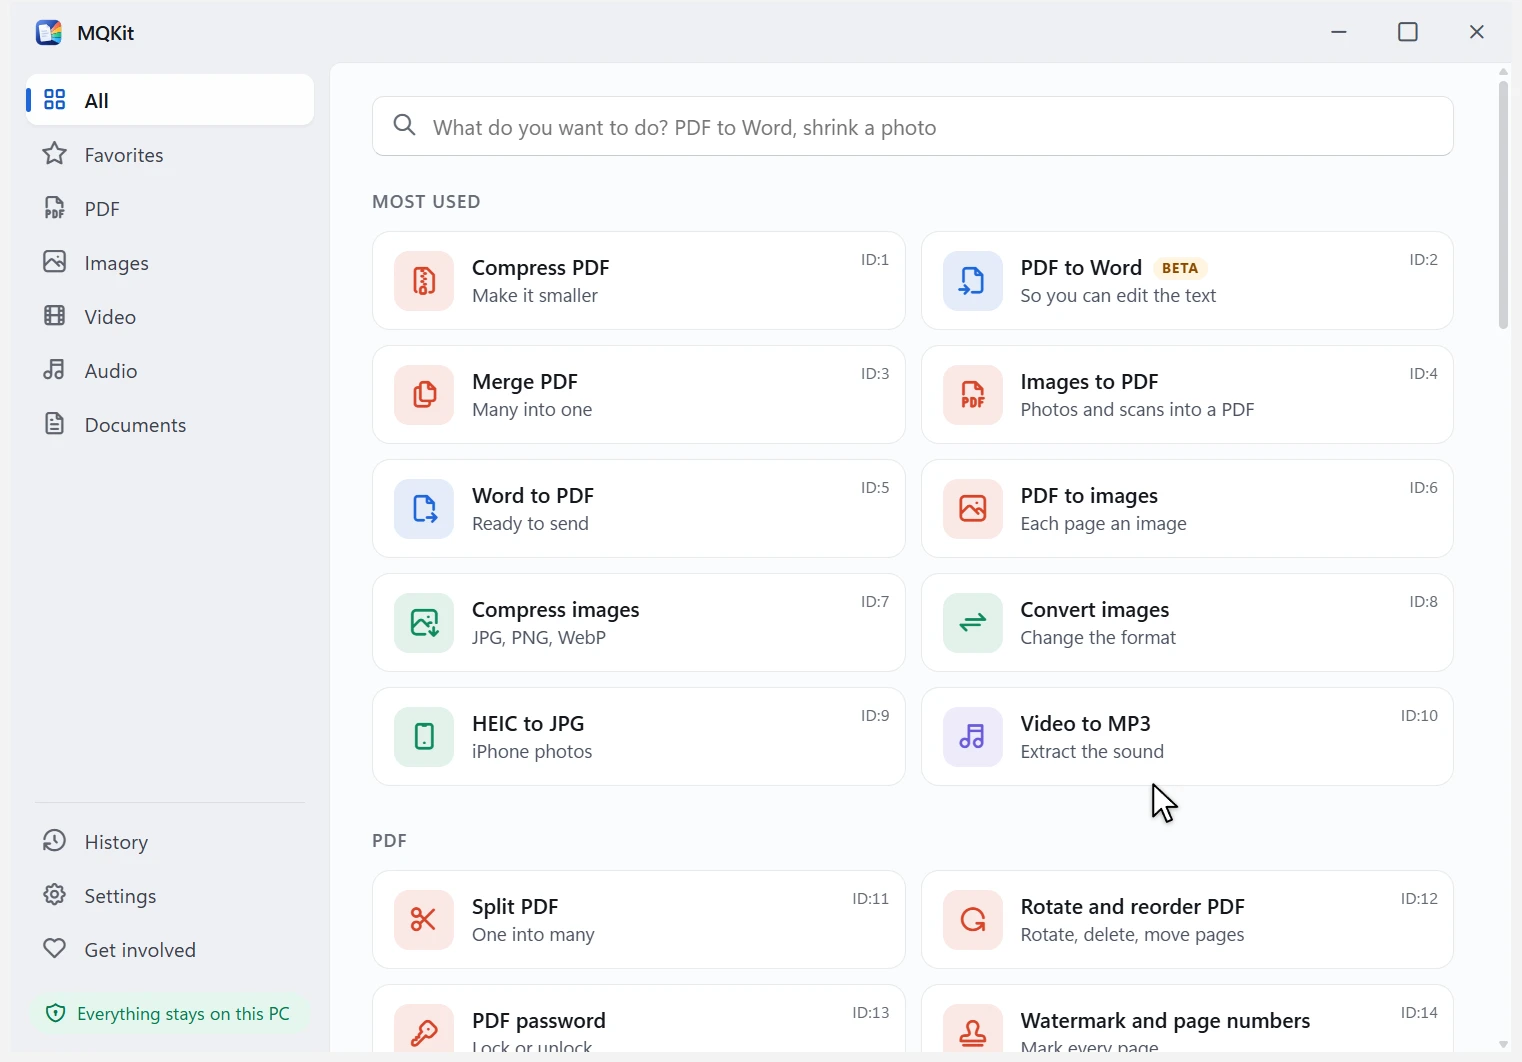 MQKit
All
Favorites
PDF
Images
Video
Audio
Documents
History
Settings
Get involved
Everything stays on this PC
What do you want to do? PDF to Word, shrink a photo
MOST USED
Compress PDF
Make it smaller
ID:1
PDF to Word BETA
So you can edit the text
ID:2
Merge PDF
Many into one
ID:3
Images to PDF
Photos and scans into a PDF
ID:4
Word to PDF
Ready to send
ID:5
PDF to images
Each page an image
ID:6
Compress images
JPG, PNG, WebP
ID:7
Convert images
Change the format
ID:8
HEIC to JPG
iPhone photos
ID:9
Video to MP3
Extract the sound
ID:10
PDF
Split PDF
One into many
ID:11
Rotate and reorder PDF
Rotate, delete, move pages
ID:12
PDF password
Lock or unlock
ID:13
Watermark and page numbers
Mark every page
ID:14